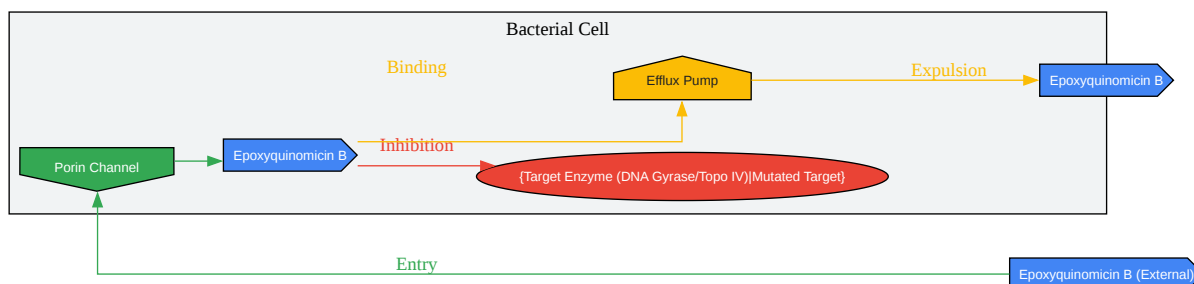 Bacterial Cell
Binding
Efflux Pump
Expulsion
Epoxyquinomicin B
Inhibition
Porin Channel
Epoxyquinomicin B
{Target Enzyme (DNA Gyrase/Topo IV)|Mutated Target}
Entry
Epoxyquinomicin B (External)